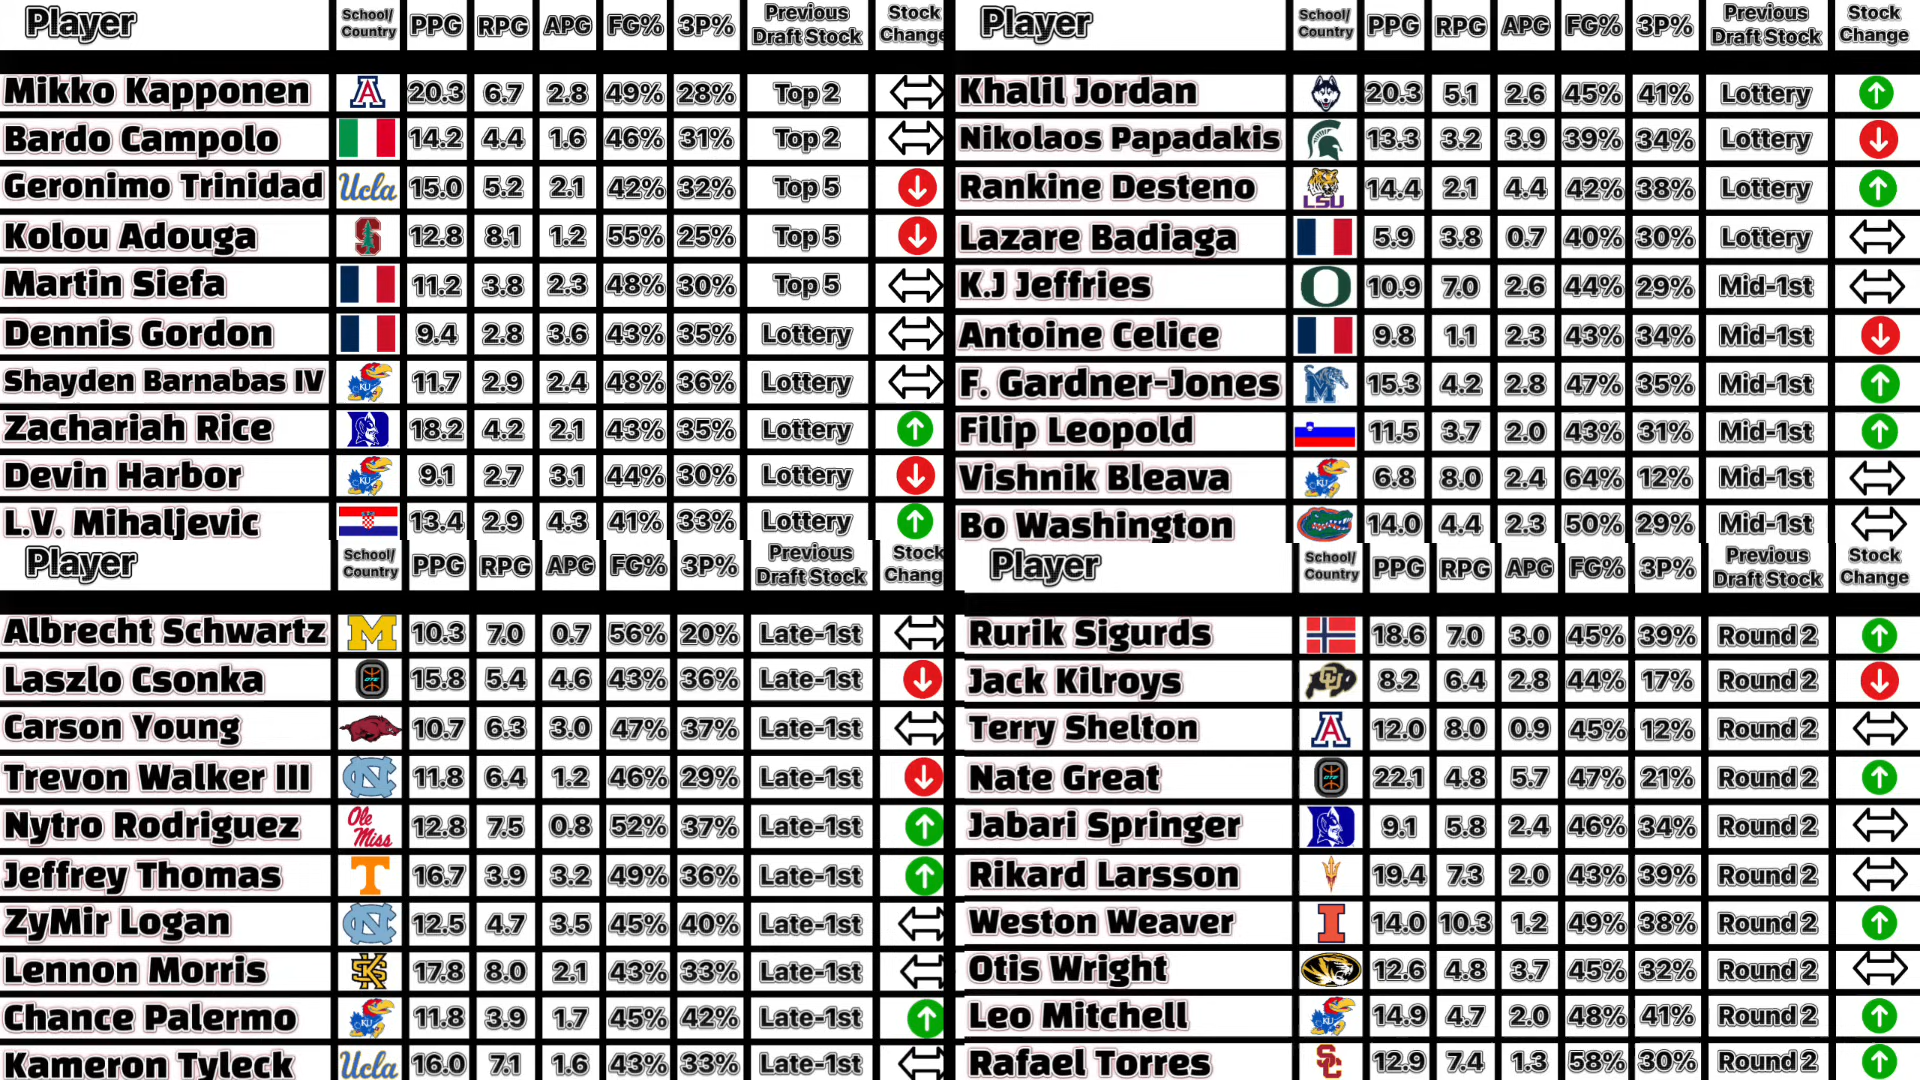 Player School/ Country PPG RPG APG FG% 3P% Previous Draft Stock Stock Change
Mikko Kapponen A 20.3 6.7 2.8 49% 28% Top 2
Bardo Campolo 14.2 4.4 1.6 46% 31% Top 2
Geronimo Trinidad Ucla 15.0 5.2 2.1 42% 32% Top 5
Kolou Adouga S 12.8 8.1 1.2 55% 25% Top 5
Martin Siefa 11.2 3.8 2.3 48% 30% Top 5
Dennis Gordon 9.4 2.8 3.6 43% 35% Lottery
Shayden Barnabas IV KU 11.7 2.9 2.4 48% 36% Lottery
Zachariah Rice 18.2 4.2 2.1 43% 35% Lottery
Devin Harbor KU 9.1 2.7 3.1 44% 30% Lottery
L.V. Mihaljevic 13.4 2.9 4.3 41% 33% Lottery
Player School/ Country PPG RPG APG FG% 3P% Previous Draft Stock Stock Change
Khalil Jordan 20.3 5.1 2.6 45% 41% Lottery
Nikolaos Papadakis 13.3 3.2 3.9 39% 34% Lottery
Rankine Desteno LSU 14.4 2.1 4.4 42% 38% Lottery
Lazare Badiaga 5.9 3.8 0.7 40% 30% Lottery
K.J Jeffries O 10.9 7.0 2.6 44% 29% Mid-1st
Antoine Celice 9.8 1.1 2.3 43% 34% Mid-1st
F. Gardner-Jones M 15.3 4.2 2.8 47% 35% Mid-1st
Filip Leopold 11.5 3.7 2.0 43% 31% Mid-1st
Vishnik Bleava KU 6.8 8.0 2.4 64% 12% Mid-1st
Bo Washington 14.0 4.4 2.3 50% 29% Mid-1st
Player School/ Country PPG RPG APG FG% 3P% Previous Draft Stock Stock Chang
Albrecht Schwartz M 10.3 7.0 0.7 56% 20% Late-1st
Laszlo Csonka OTE 15.8 5.4 4.6 43% 36% Late-1st
Carson Young 10.7 6.3 3.0 47% 37% Late-1st
Trevon Walker III NC 11.8 6.4 1.2 46% 29% Late-1st
Nytro Rodriguez Ole Miss 12.8 7.5 0.8 52% 37% Late-1st
Jeffrey Thomas T 16.7 3.9 3.2 49% 36% Late-1st
ZyMir Logan NC 12.5 4.7 3.5 45% 40% Late-1st
Lennon Morris KS 17.8 8.0 2.1 43% 33% Late-1st
Chance Palermo KU 11.8 3.9 1.7 45% 42% Late-1st
Kameron Tyleck Ucla 16.0 7.1 1.6 43% 33% Late-1st
Player School/ Country PPG RPG APG FG% 3P% Previous Draft Stock Stock Change
Rurik Sigurds 18.6 7.0 3.0 45% 39% Round 2
Jack Kilroys CU 8.2 6.4 2.8 44% 17% Round 2
Terry Shelton A 12.0 8.0 0.9 45% 12% Round 2
Nate Great OTE 22.1 4.8 5.7 47% 21% Round 2
Jabari Springer 9.1 5.8 2.4 46% 34% Round 2
Rikard Larsson 19.4 7.3 2.0 43% 39% Round 2
Weston Weaver I 14.0 10.3 1.2 49% 38% Round 2
Otis Wright 12.6 4.8 3.7 45% 32% Round 2
Leo Mitchell KU 14.9 4.7 2.0 48% 41% Round 2
Rafael Torres SC 12.9 7.4 1.3 58% 30% Round 2